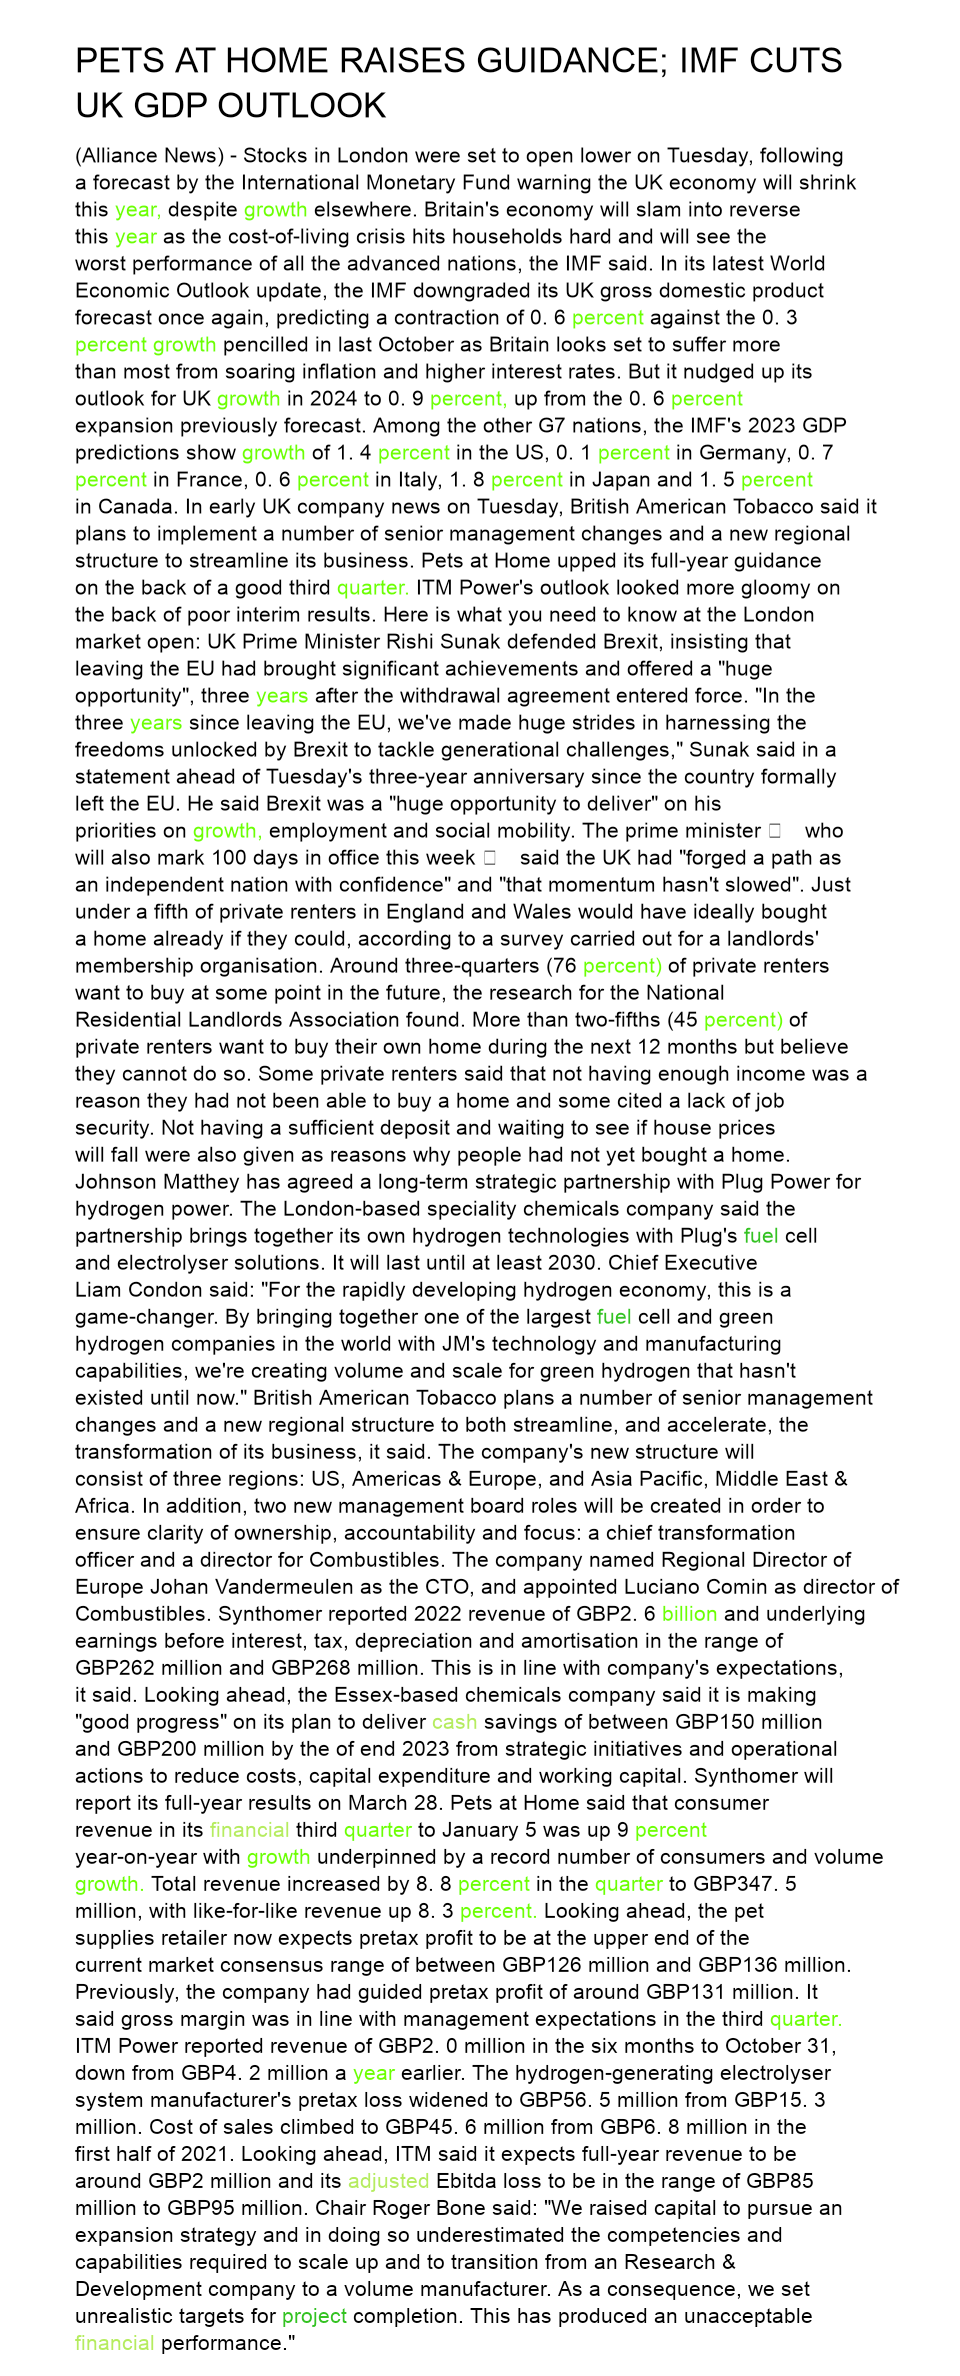 PETS AT HOME RAISES GUIDANCE; IMF CUTS
UK GDP OUTLOOK
(Alliance News) - Stocks in London were set to open lower on Tuesday, following
a forecast by the International Monetary Fund warning the UK economy will shrink
this year, despite growth elsewhere. Britain's economy will slam into reverse
this year as the cost-of-living crisis hits households hard and will see the
worst performance of all the advanced nations, the IMF said. In its latest World
Economic Outlook update, the IMF downgraded its UK gross domestic product
forecast once again, predicting a contraction of 0. 6 percent against the 0. 3
percent growth pencilled in last October as Britain looks set to suffer more
than most from soaring inflation and higher interest rates. But it nudged up its
outlook for UK growth in 2024 to 0. 9 percent, up from the 0. 6 percent
expansion previously forecast. Among the other G7 nations, the IMF's 2023 GDP
predictions show growth of 1. 4 percent in the US, 0. 1 percent in Germany, 0. 7
percent in France, 0. 6 percent in Italy, 1. 8 percent in Japan and 1. 5 percent
in Canada. In early UK company news on Tuesday, British American Tobacco said it
plans to implement a number of senior management changes and a new regional
structure to streamline its business. Pets at Home upped its full-year guidance
on the back of a good third quarter. ITM Power's outlook looked more gloomy on
the back of poor interim results. Here is what you need to know at the London
market open: UK Prime Minister Rishi Sunak defended Brexit, insisting that
leaving the EU had brought significant achievements and offered a "huge
opportunity", three years after the withdrawal agreement entered force. "In the
three years since leaving the EU, we've made huge strides in harnessing the
freedoms unlocked by Brexit to tackle generational challenges," Sunak said in a
statement ahead of Tuesday's three-year anniversary since the country formally
left the EU. He said Brexit was a "huge opportunity to deliver" on his
priorities on growth, employment and social mobility. The prime minister who
will also mark 100 days in office this week said the UK had "forged a path as
an independent nation with confidence" and "that momentum hasn't slowed". Just
under a fifth of private renters in England and Wales would have ideally bought
a home already if they could, according to a survey carried out for a landlords'
membership organisation. Around three-quarters (76 percent) of private renters
want to buy at some point in the future, the research for the National
Residential Landlords Association found. More than two-fifths (45 percent) of
private renters want to buy their own home during the next 12 months but believe
they cannot do so. Some private renters said that not having enough income was a
reason they had not been able to buy a home and some cited a lack of job
security. Not having a sufficient deposit and waiting to see if house prices
will fall were also given as reasons why people had not yet bought a home.
Johnson Matthey has agreed a long-term strategic partnership with Plug Power for
hydrogen power. The London-based speciality chemicals company said the
partnership brings together its own hydrogen technologies with Plug's fuel cell
and electrolyser solutions. It will last until at least 2030. Chief Executive
Liam Condon said: "For the rapidly developing hydrogen economy, this is a
game-changer. By bringing together one of the largest fuel cell and green
hydrogen companies in the world with JM's technology and manufacturing
capabilities, we're creating volume and scale for green hydrogen that hasn't
existed until now." British American Tobacco plans a number of senior management
changes and a new regional structure to both streamline, and accelerate, the
transformation of its business, it said. The company's new structure will
consist of three regions: US, Americas & Europe, and Asia Pacific, Middle East &
Africa. In addition, two new management board roles will be created in order to
ensure clarity of ownership, accountability and focus: a chief transformation
officer and a director for Combustibles. The company named Regional Director of
Europe Johan Vandermeulen as the CTO, and appointed Luciano Comin as director of
Combustibles. Synthomer reported 2022 revenue of GBP2. 6 billion and underlying
earnings before interest, tax, depreciation and amortisation in the range of
GBP262 million and GBP268 million. This is in line with company's expectations,
it said. Looking ahead, the Essex-based chemicals company said it is making
"good progress" on its plan to deliver cash savings of between GBP150 million
and GBP200 million by the of end 2023 from strategic initiatives and operational
actions to reduce costs, capital expenditure and working capital. Synthomer will
report its full-year results on March 28. Pets at Home said that consumer
revenue in its financial third quarter to January 5 was up 9 percent
year-on-year with growth underpinned by a record number of consumers and volume
growth. Total revenue increased by 8. 8 percent in the quarter to GBP347. 5
million, with like-for-like revenue up 8. 3 percent. Looking ahead, the pet
supplies retailer now expects pretax profit to be at the upper end of the
current market consensus range of between GBP126 million and GBP136 million.
Previously, the company had guided pretax profit of around GBP131 million. It
said gross margin was in line with management expectations in the third quarter.
ITM Power reported revenue of GBP2. 0 million in the six months to October 31,
down from GBP4. 2 million a year earlier. The hydrogen-generating electrolyser
system manufacturer's pretax loss widened to GBP56. 5 million from GBP15. 3
million. Cost of sales climbed to GBP45. 6 million from GBP6. 8 million in the
first half of 2021. Looking ahead, ITM said it expects full-year revenue to be
around GBP2 million and its adjusted Ebitda loss to be in the range of GBP85
million to GBP95 million. Chair Roger Bone said: "We raised capital to pursue an
expansion strategy and in doing so underestimated the competencies and
capabilities required to scale up and to transition from an Research &
Development company to a volume manufacturer. As a consequence, we set
unrealistic targets for project completion. This has produced an unacceptable
financial performance."